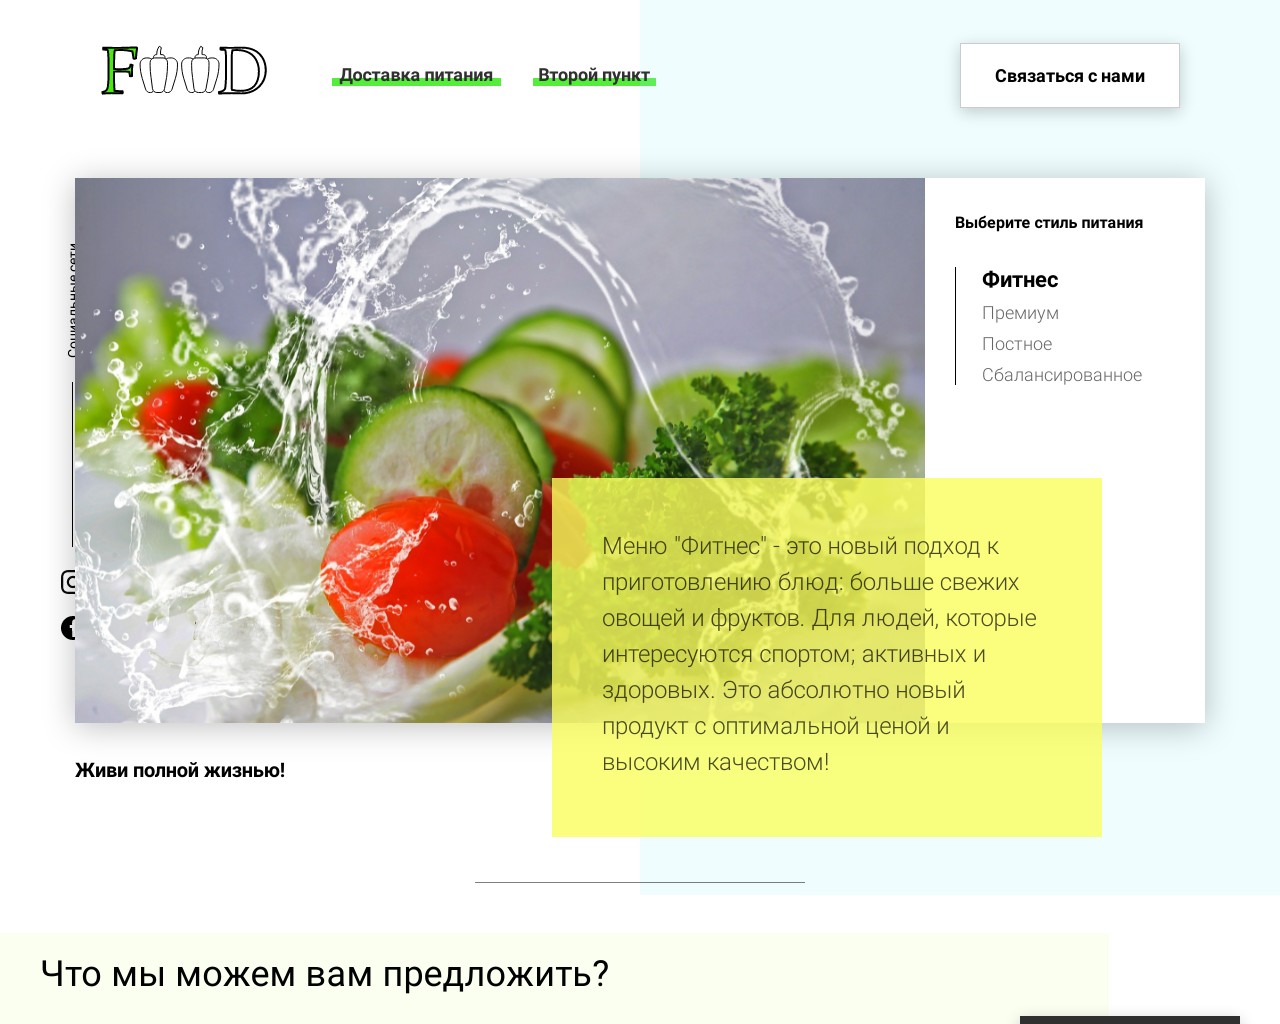 FOOD
Доставка питания
Второй пункт
Связаться с нами
Социальные сети
Выберите стиль питания
Фитнес
Премиум
Постное
Сбалансированное
Меню "Фитнес" - это новый подход к
приготовлению блюд: больше свежих
овощей и фруктов. Для людей, которые
интересуются спортом; активных и
здоровых. Это абсолютно новый
продукт с оптимальной ценой и
высоким качеством!
Живи полной жизнью!
Что мы можем вам предложить?